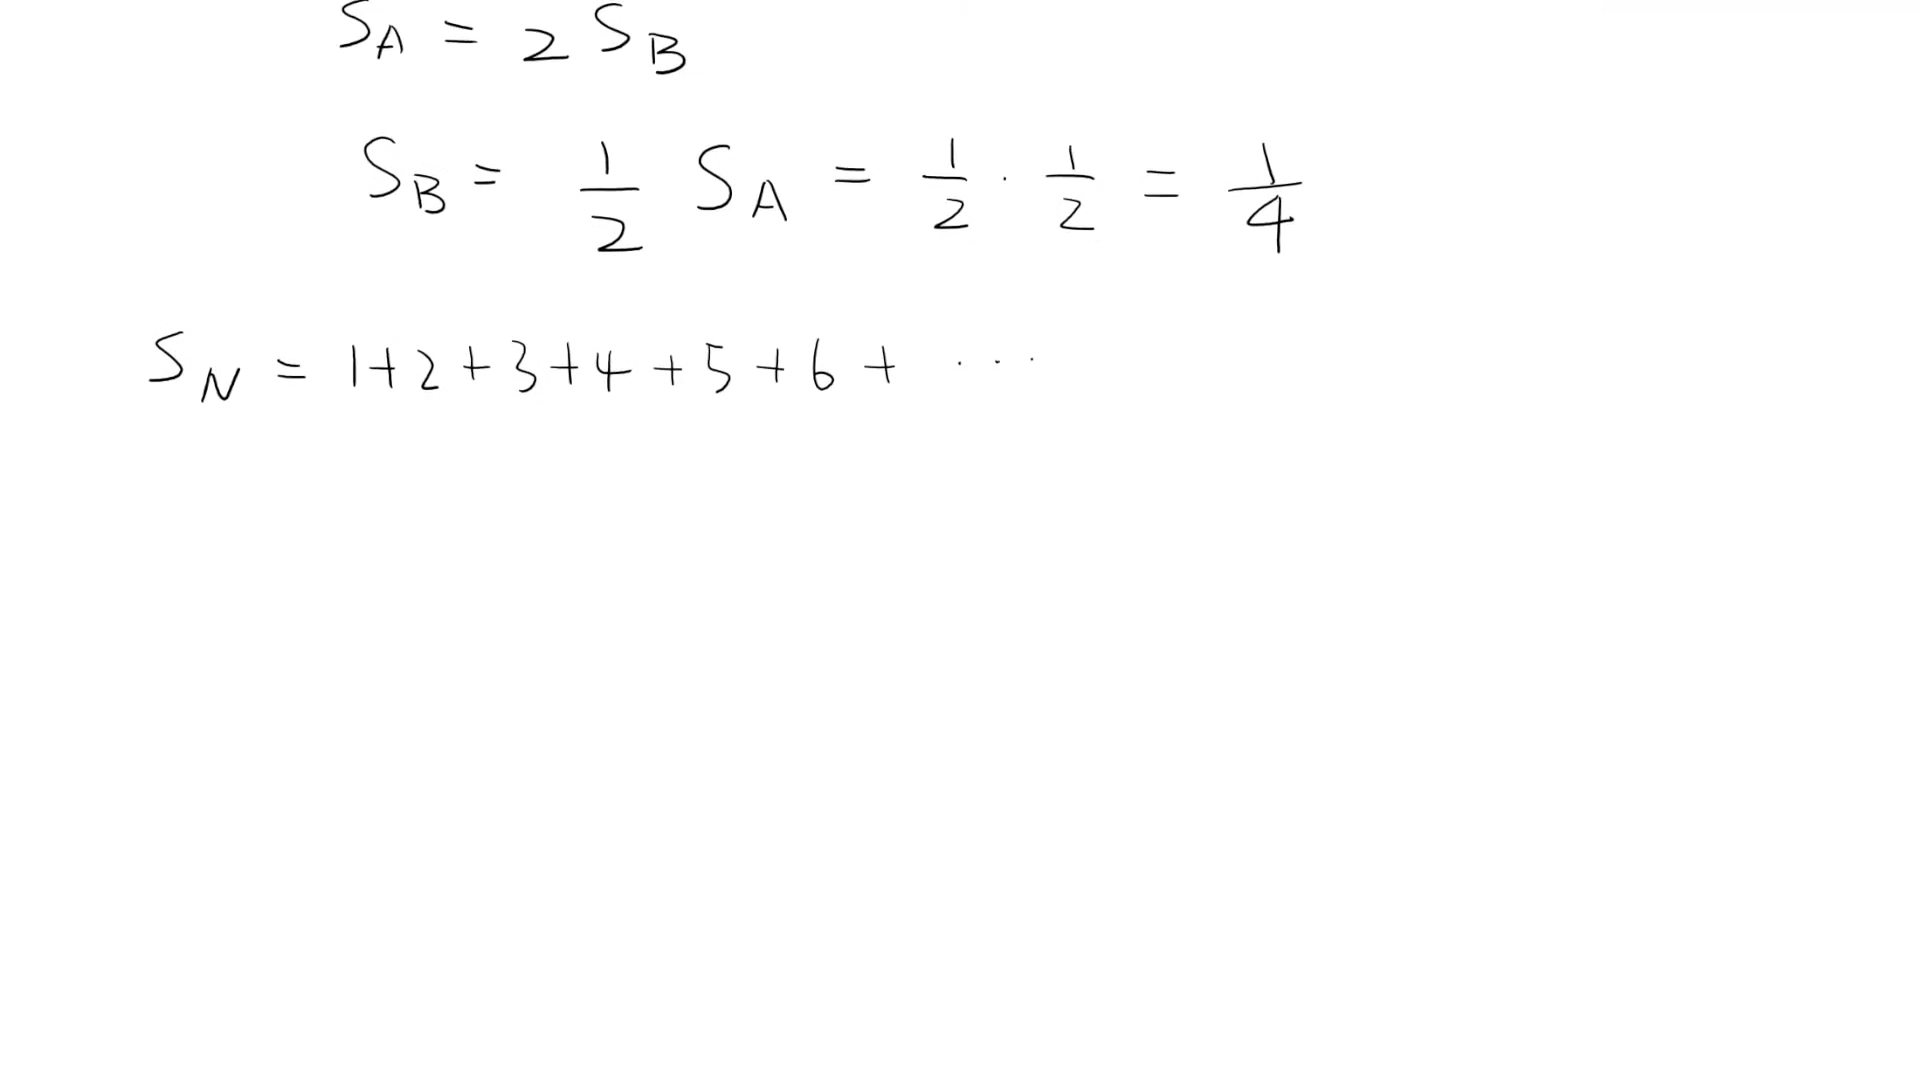 S_A = 2 S_B
S_B = 1/2 S_A = 1/2 · 1/2 = 1/4
S_N = 1+2+3+4+5+6+ ···